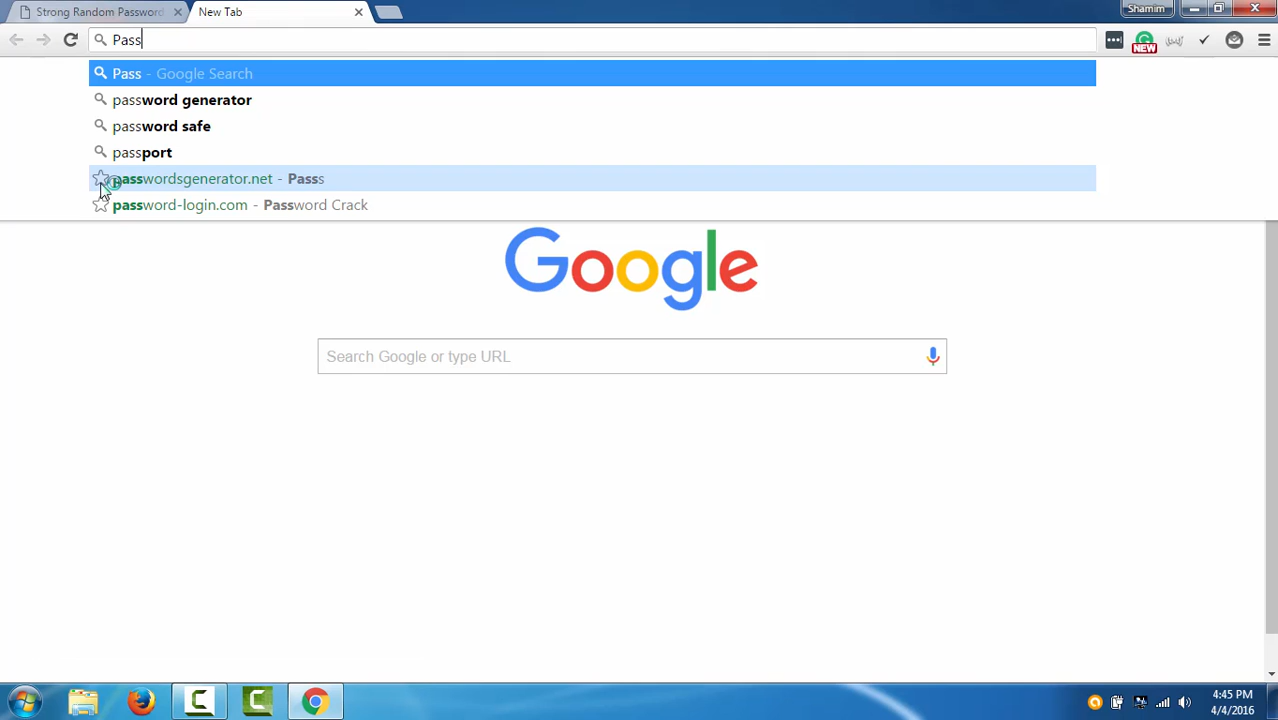 Strong Random Password
New Tab
Shamim
Pass
NEW
Pass - Google Search
password generator
password safe
passport
passwordsgenerator.net - Passs
password-login.com - Password Crack
Google
Search Google or type URL
4:45 PM
4/4/2016